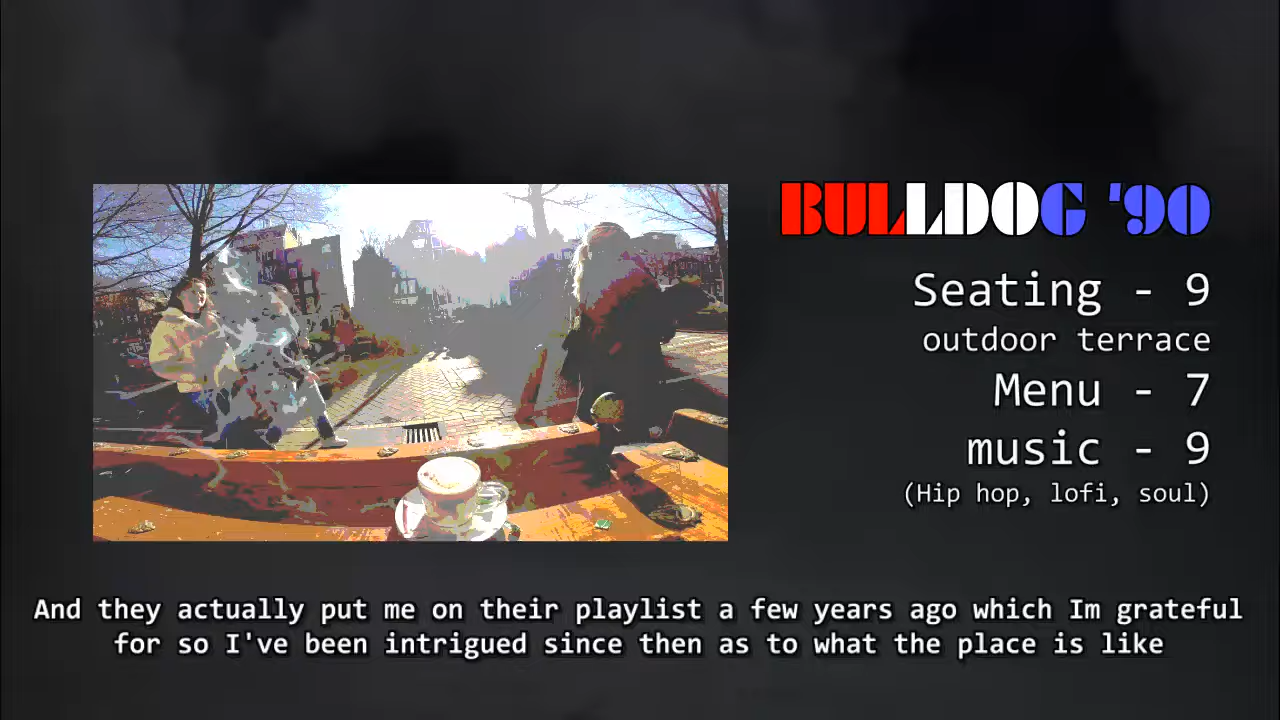 BULLDOG '90
Seating - 9
outdoor terrace
Menu - 7
music - 9
(Hip hop, lofi, soul)
And they actually put me on their playlist a few years ago which Im grateful
for so I've been intrigued since then as to what the place is like